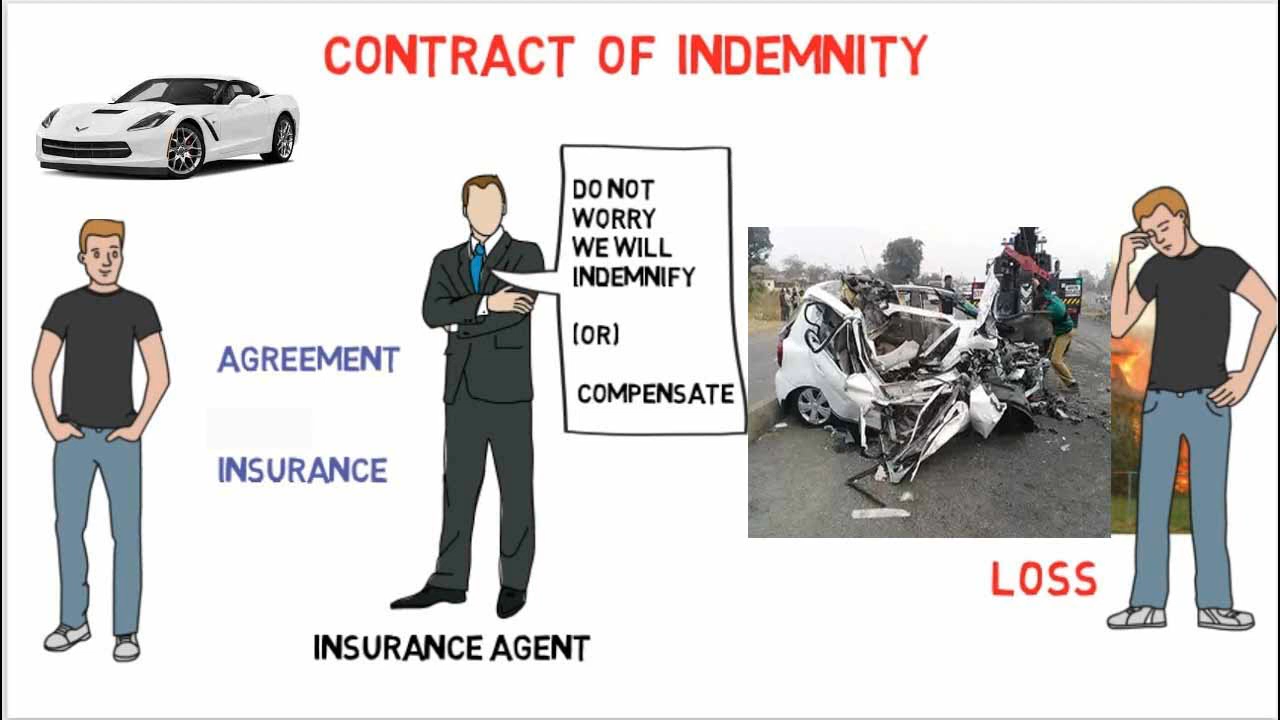 CONTRACT OF INDEMNITY
DO NOT
WORRY
WE WILL
INDEMNIFY
(OR)
COMPENSATE
AGREEMENT
INSURANCE
LOSS
INSURANCE AGENT